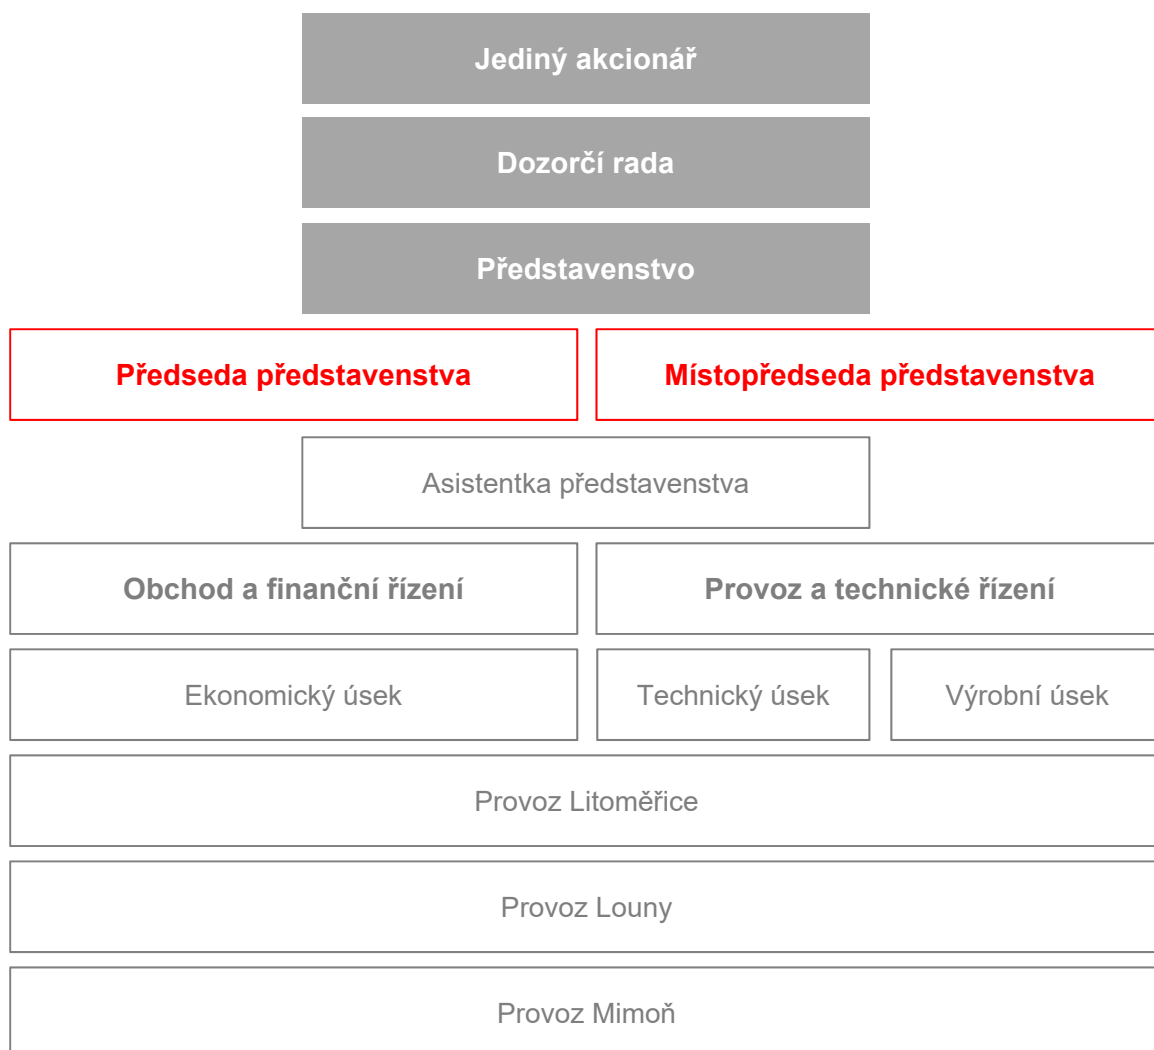 Jediný akcionář
Dozorčí rada
Představenstvo
Předseda představenstva
Místopředseda představenstva
Asistentka představenstva
Obchod a finanční řízení
Provoz a technické řízení
Ekonomický úsek
Technický úsek
Výrobní úsek
Provoz Litoměřice
Provoz Louny
Provoz Mimoň